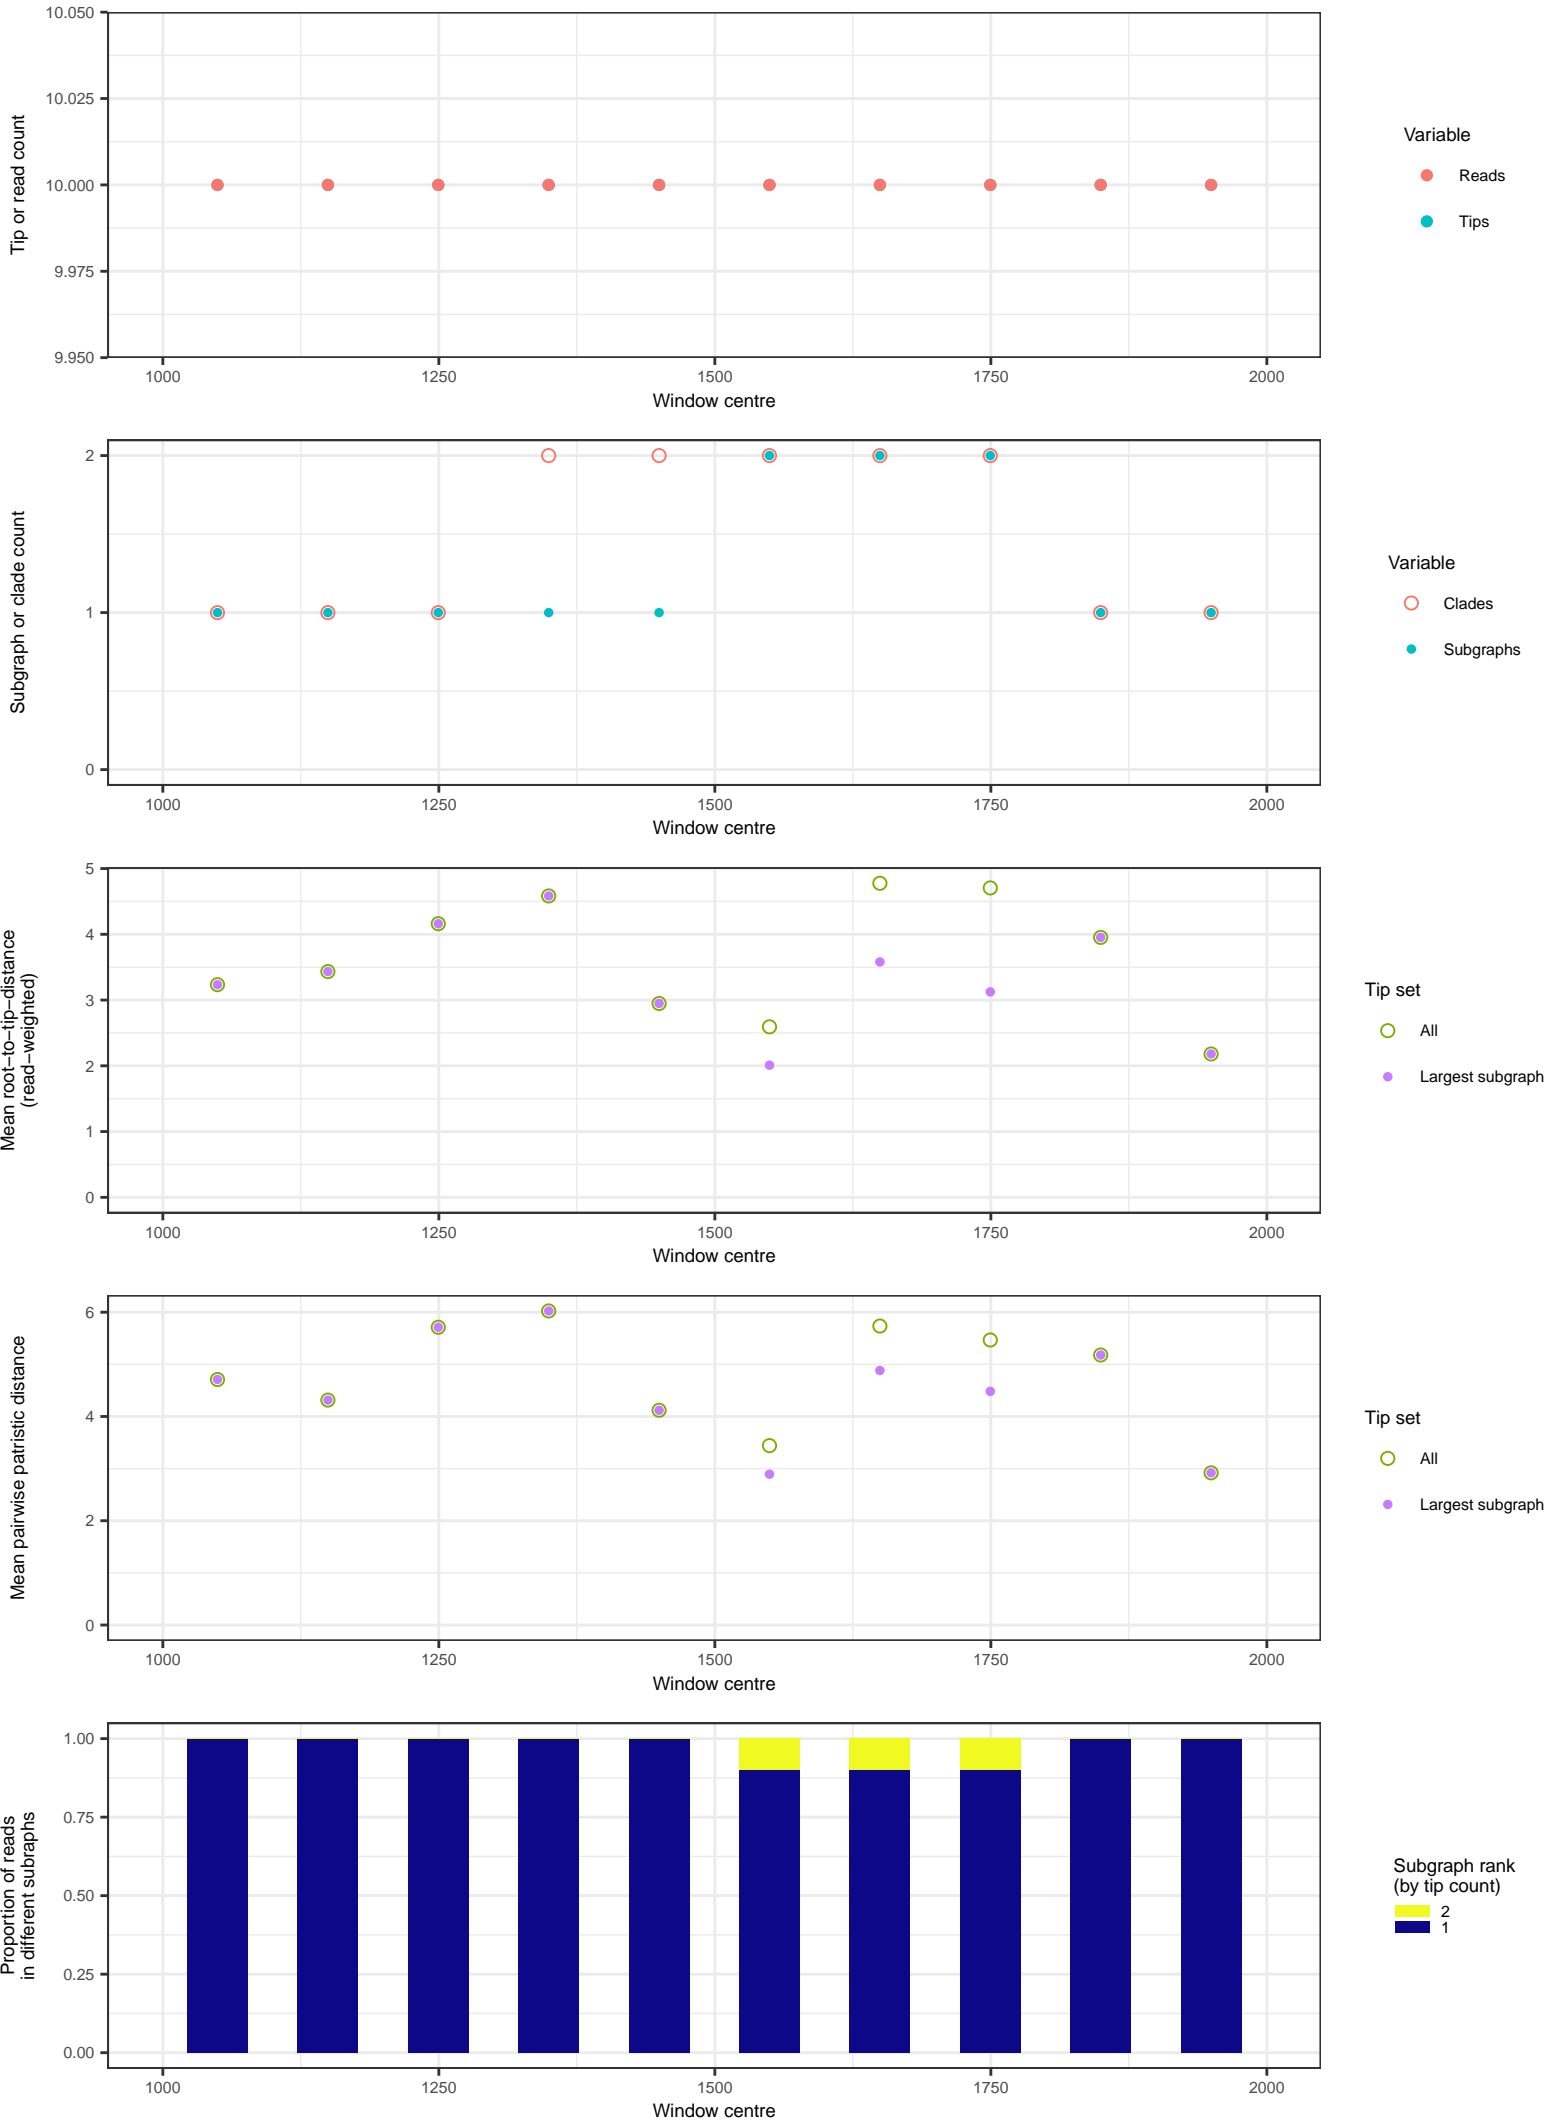 10.050
10.025
10.000
9.975
9.950
Tip or read count
1000 1250 1500 1750 2000
Window centre
Variable
Reads
Tips
2
1
0
Subgraph or clade count
1000 1250 1500 1750 2000
Window centre
Variable
Clades
Subgraphs
5
4
3
2
1
0
Mean root−to−tip−distance
(read−weighted)
1000 1250 1500 1750 2000
Window centre
Tip set
All
Largest subgraph
6
4
2
0
Mean pairwise patristic distance
1000 1250 1500 1750 2000
Window centre
Tip set
All
Largest subgraph
1.00
0.75
0.50
0.25
0.00
Proportion of reads
in different subraphs
1000 1250 1500 1750 2000
Window centre
Subgraph rank
(by tip count)
2
1